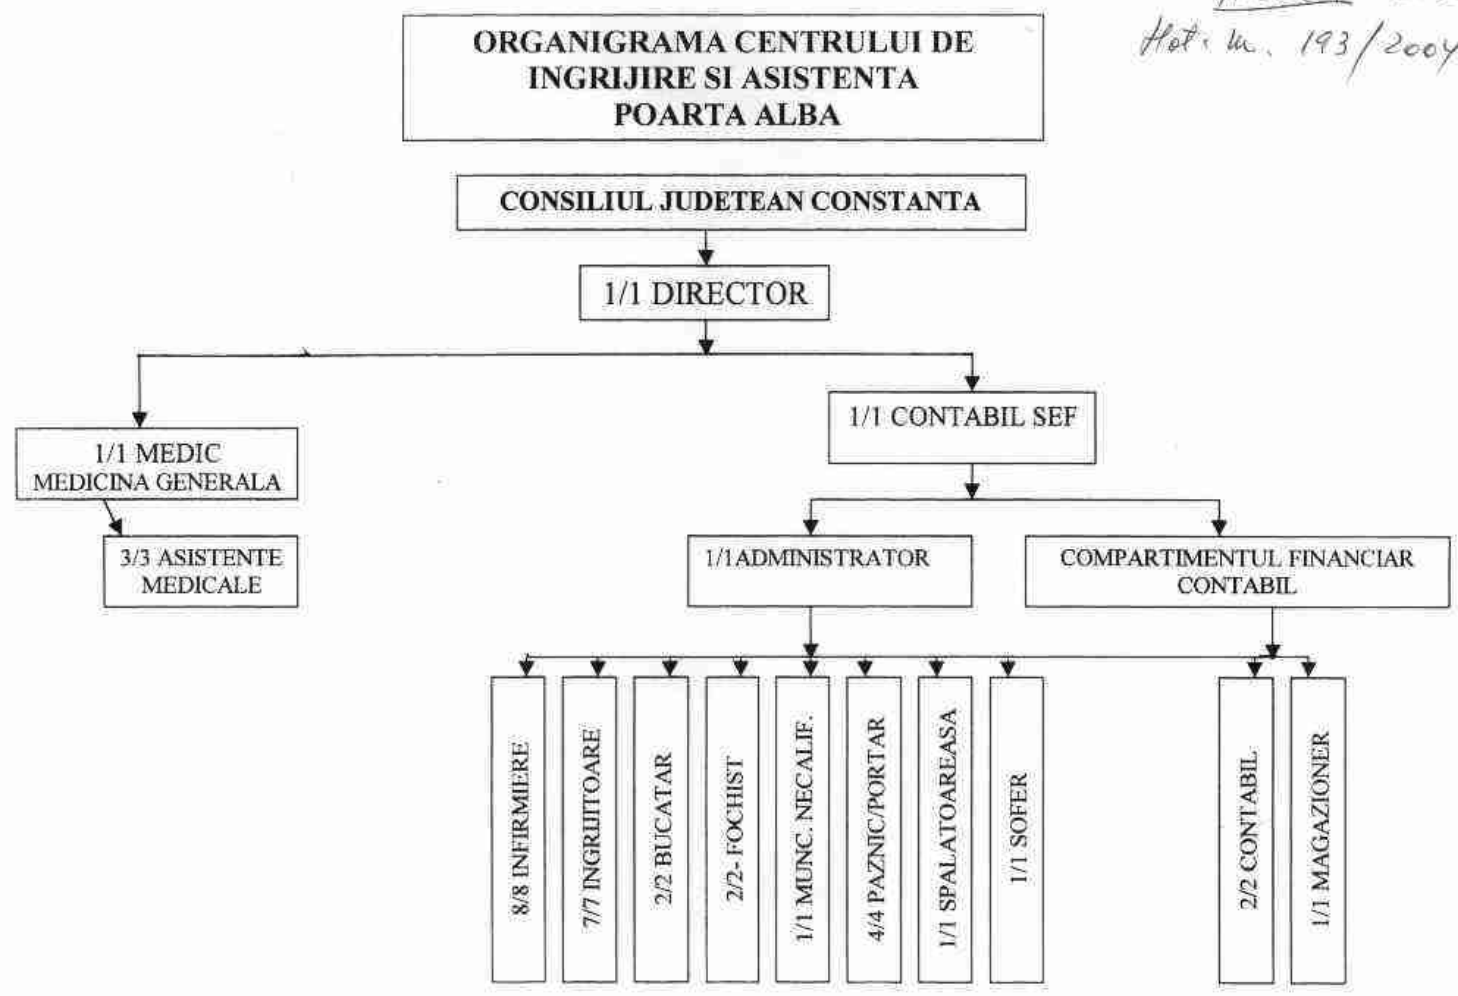 Hot. nr. 193/2004
ORGANIGRAMA CENTRULUI DE
INGRIJIRE SI ASISTENTA
POARTA ALBA
CONSILIUL JUDETEAN CONSTANTA
1/1 DIRECTOR
1/1 CONTABIL SEF
1/1 MEDIC
MEDICINA GENERALA
3/3 ASISTENTE
MEDICALE
1/1ADMINISTRATOR
COMPARTIMENTUL FINANCIAR
CONTABIL
8/8 INFIRMIERE
7/7 INGRIJITOARE
2/2 BUCATAR
2/2- FOCHIST
1/1 MUNC. NECALIF.
4/4 PAZNIC/PORTAR
1/1 SPALATOAREASA
1/1 SOFER
2/2 CONTABIL
1/1 MAGAZIONER